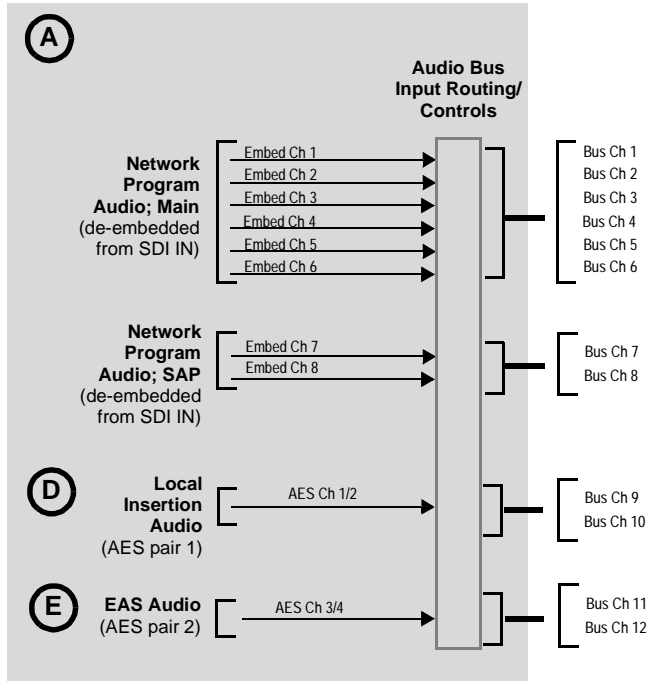 A
Audio Bus
Input Routing/
Controls
Network
Program
Audio; Main
(de-embedded
from SDI IN)
Embed Ch 1
Embed Ch 2
Embed Ch 3
Embed Ch 4
Embed Ch 5
Embed Ch 6
Bus Ch 1
Bus Ch 2
Bus Ch 3
Bus Ch 4
Bus Ch 5
Bus Ch 6
Network
Program
Audio; SAP
(de-embedded
from SDI IN)
Embed Ch 7
Embed Ch 8
Bus Ch 7
Bus Ch 8
D
Local
Insertion
Audio
(AES pair 1)
AES Ch 1/2
Bus Ch 9
Bus Ch 10
E
EAS Audio
(AES pair 2)
AES Ch 3/4
Bus Ch 11
Bus Ch 12